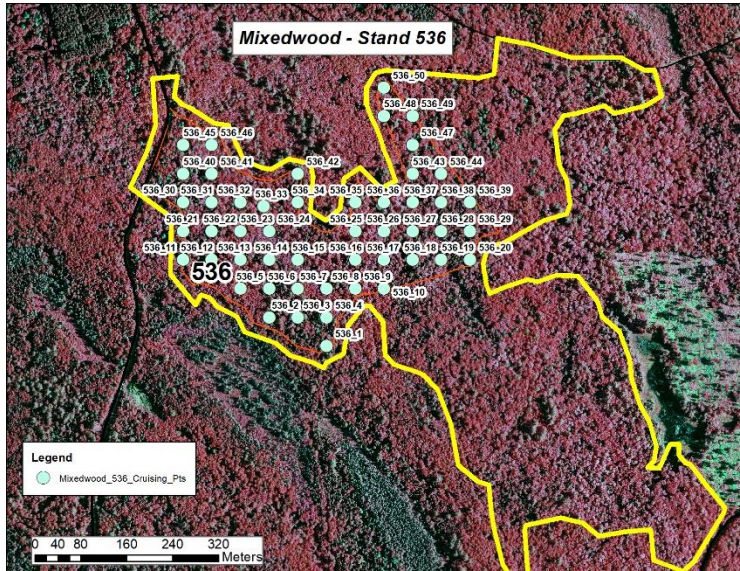 Mixedwood - Stand 536
536_50
536_48 536_49
536_45 536_46 536_47
536_40 536_41 536_42 536_43 536_44
536_30 536_31 536_32 536_33 536_34 536_35 536_36 536_37 536_38 536_39
536_21 536_22 536_23 536_24 536_25 536_26 536_27 536_28 536_29
536_11 536_12 536_13 536_14 536_15 536_16 536_17 536_18 536_19 536_20
536
536_5 536_6 536_7 536_8 536_9
536_10
536_2 536_3 536_4
536_1
Legend
Mixedwood_536_Cruising_Pts
0 40 80 160 240 320
Meters